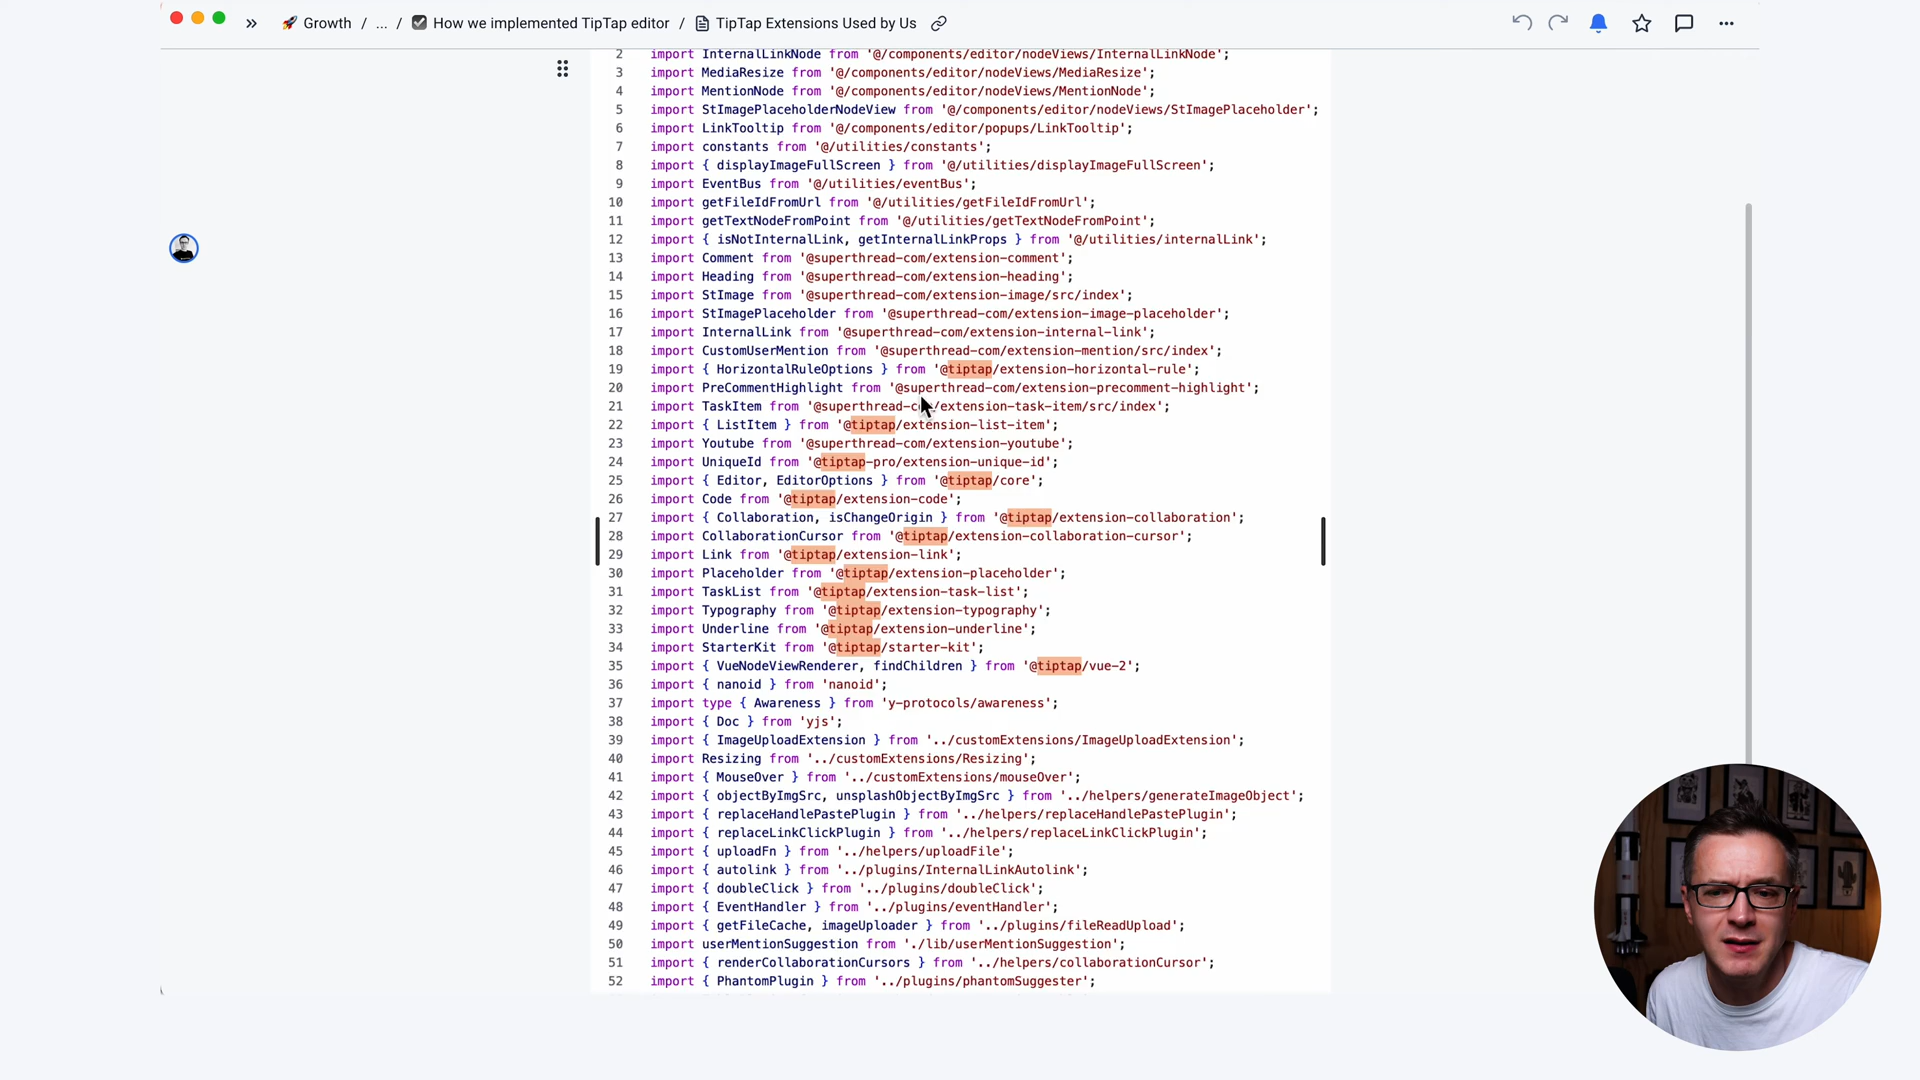 Growth / ... / How we implemented TipTap editor / TipTap Extensions Used by Us
2 import InternalLinkNode from '@/components/editor/nodeViews/InternalLinkNode';
3 import MediaResize from '@/components/editor/nodeViews/MediaResize';
4 import MentionNode from '@/components/editor/nodeViews/MentionNode';
5 import StImagePlaceholderNodeView from '@/components/editor/nodeViews/StImagePlaceholder';
6 import LinkTooltip from '@/components/editor/popups/LinkTooltip';
7 import constants from '@/utilities/constants';
8 import { displayImageFullScreen } from '@/utilities/displayImageFullScreen';
9 import EventBus from '@/utilities/eventBus';
10 import getFileIdFromUrl from '@/utilities/getFileIdFromUrl';
11 import getTextNodeFromPoint from '@/utilities/getTextNodeFromPoint';
12 import { isNotInternalLink, getInternalLinkProps } from '@/utilities/internalLink';
13 import Comment from '@superthread-com/extension-comment';
14 import Heading from '@superthread-com/extension-heading';
15 import StImage from '@superthread-com/extension-image/src/index';
16 import StImagePlaceholder from '@superthread-com/extension-image-placeholder';
17 import InternalLink from '@superthread-com/extension-internal-link';
18 import CustomUserMention from '@superthread-com/extension-mention/src/index';
19 import { HorizontalRuleOptions } from '@tiptap/extension-horizontal-rule';
20 import PreCommentHighlight from '@superthread-com/extension-precomment-highlight';
21 import TaskItem from '@superthread-com/extension-task-item/src/index';
22 import { ListItem } from '@tiptap/extension-list-item';
23 import Youtube from '@superthread-com/extension-youtube';
24 import UniqueId from '@tiptap-pro/extension-unique-id';
25 import { Editor, EditorOptions } from '@tiptap/core';
26 import Code from '@tiptap/extension-code';
27 import { Collaboration, isChangeOrigin } from '@tiptap/extension-collaboration';
28 import CollaborationCursor from '@tiptap/extension-collaboration-cursor';
29 import Link from '@tiptap/extension-link';
30 import Placeholder from '@tiptap/extension-placeholder';
31 import TaskList from '@tiptap/extension-task-list';
32 import Typography from '@tiptap/extension-typography';
33 import Underline from '@tiptap/extension-underline';
34 import StarterKit from '@tiptap/starter-kit';
35 import { VueNodeViewRenderer, findChildren } from '@tiptap/vue-2';
36 import { nanoid } from 'nanoid';
37 import type { Awareness } from 'y-protocols/awareness';
38 import { Doc } from 'yjs';
39 import { ImageUploadExtension } from '../customExtensions/ImageUploadExtension';
40 import Resizing from '../customExtensions/Resizing';
41 import { MouseOver } from '../customExtensions/mouseOver';
42 import { objectByImgSrc, unsplashObjectByImgSrc } from '../helpers/generateImageObject';
43 import { replaceHandlePastePlugin } from '../helpers/replaceHandlePastePlugin';
44 import { replaceLinkClickPlugin } from '../helpers/replaceLinkClickPlugin';
45 import { uploadFn } from '../helpers/uploadFile';
46 import { autolink } from '../plugins/InternalLinkAutolink';
47 import { doubleClick } from '../plugins/doubleClick';
48 import { EventHandler } from '../plugins/eventHandler';
49 import { getFileCache, imageUploader } from '../plugins/fileReadUpload';
50 import userMentionSuggestion from './lib/userMentionSuggestion';
51 import { renderCollaborationCursors } from '../helpers/collaborationCursor';
52 import { PhantomPlugin } from '../plugins/phantomSuggester';